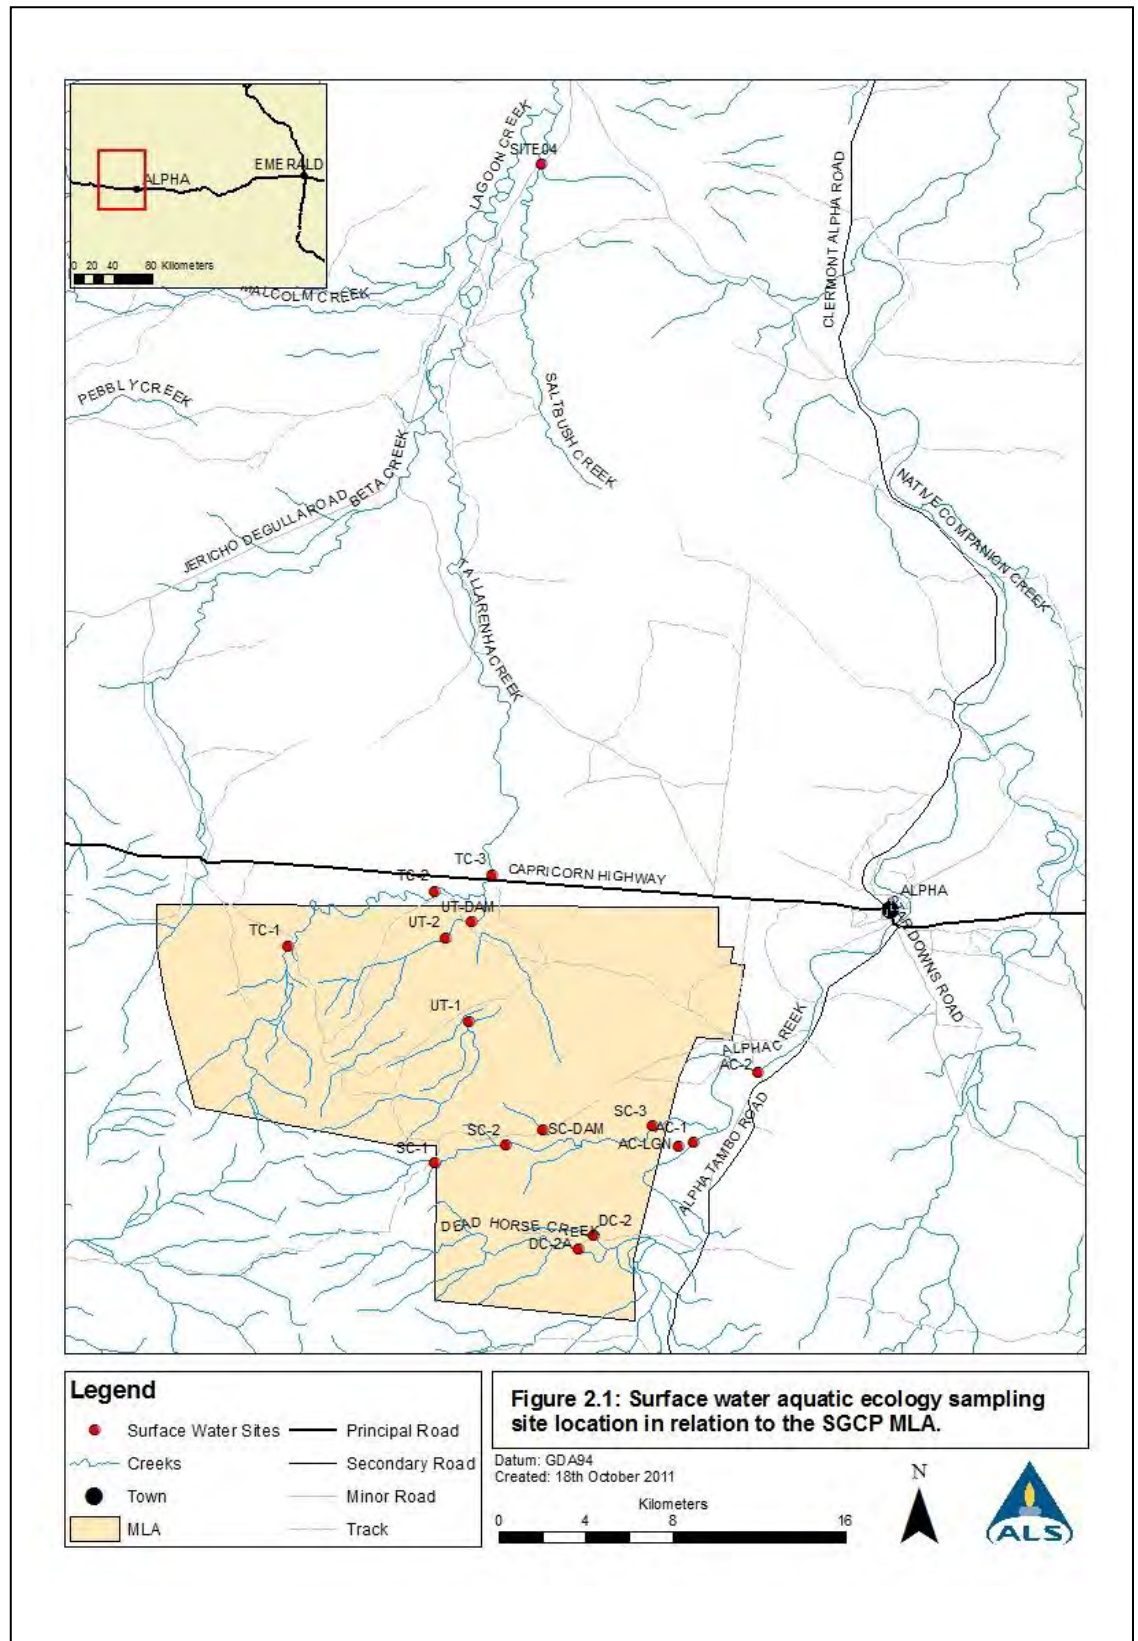 LAGOON CREEK
SITE04
EMERALD
ALPHA
0 20 40 80 Kilometers
MALCOLM CREEK
CLERMONT ALPHA ROAD
PEBBLY CREEK
SALTBUSH CREEK
BETA CREEK
JERICHO DEGULLA ROAD
NATIVE COMPANION CREEK
TALLARENHA CREEK
TC-3
CAPRICORN HIGHWAY
TC-2
ALPHA
UT-DAM
UT-2
TC-1
STAR DOWNS ROAD
UT-1
ALPHA CREEK
AC-2
SC-3
AC-1
SC-2
SC-DAM
AC-LGN
SC-1
ALPHA TAMBO ROAD
DEAD HORSE CREEK
DC-2
DC-2A
Legend
Surface Water Sites
Principal Road
Creeks
Secondary Road
Town
Minor Road
MLA
Track
Figure 2.1: Surface water aquatic ecology sampling
site location in relation to the SGCP MLA.
Datum: GDA94
Created: 18th October 2011
Kilometers
0 4 8 16
N
ALS